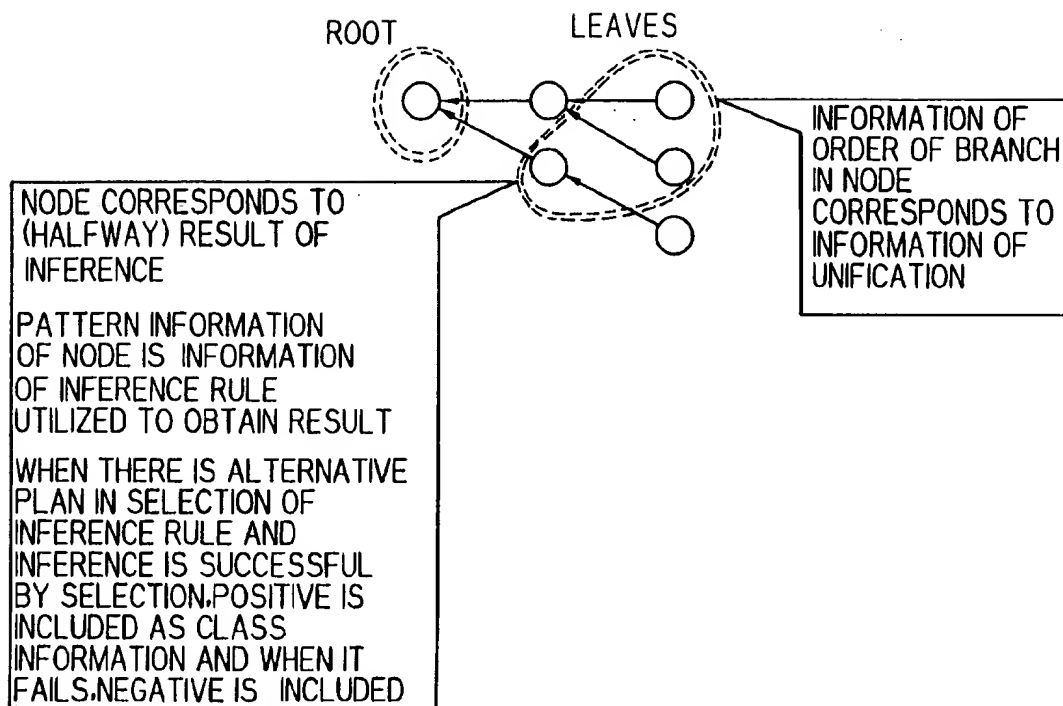 ROOT
LEAVES
INFORMATION OF
ORDER OF BRANCH
IN NODE
CORRESPONDS TO
INFORMATION OF
UNIFICATION
NODE CORRESPONDS TO
(HALFWAY) RESULT OF
INFERENCE
PATTERN INFORMATION
OF NODE IS INFORMATION
OF INFERENCE RULE
UTILIZED TO OBTAIN RESULT
WHEN THERE IS ALTERNATIVE
PLAN IN SELECTION OF
INFERENCE RULE AND
INFERENCE IS SUCCESSFUL
BY SELECTION,POSITIVE IS
INCLUDED AS CLASS
INFORMATION AND WHEN IT
FAILS,NEGATIVE IS INCLUDED